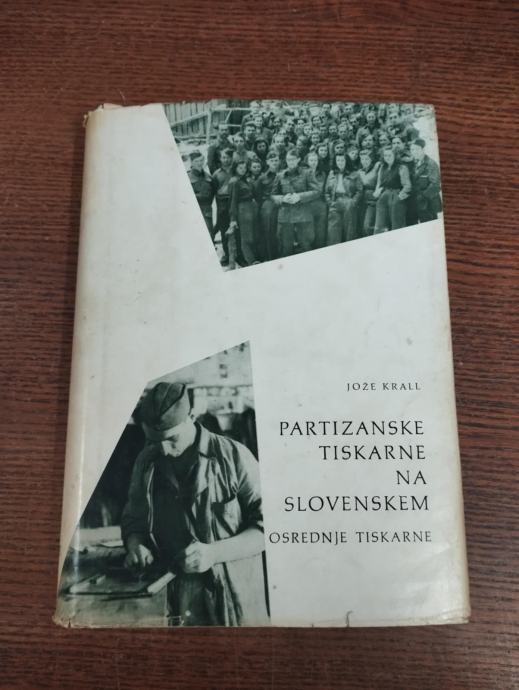 JOŽE KRALL
PARTIZANSKE
TISKARNE
NA
SLOVENSKEM
OSREDNJE TISKARNE